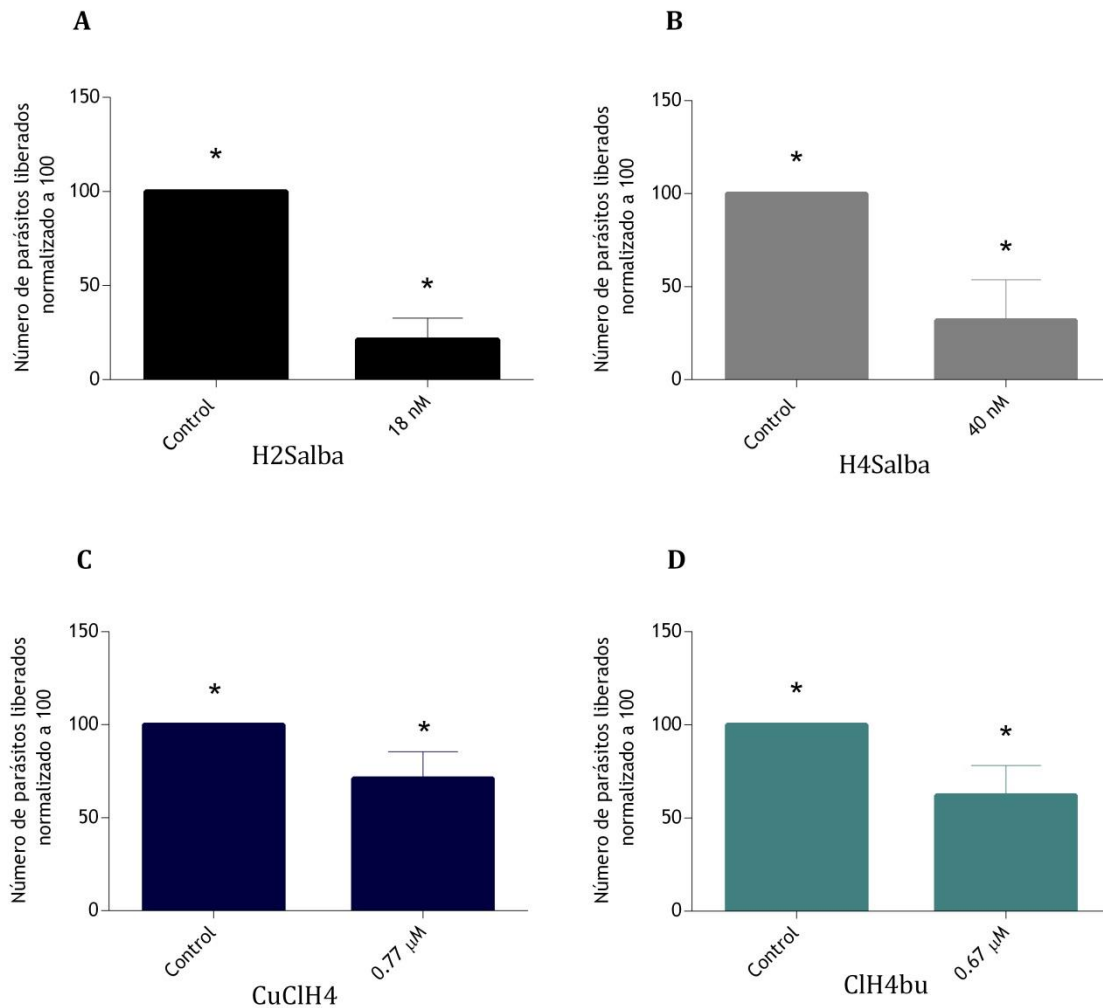 A
Número de parásitos liberados
normalizado a 100
150
100
50
0
*
*
Control
18 nM
H2Salba
B
Número de parásitos liberados
normalizado a 100
150
100
50
0
*
*
Control
40 nM
H4Salba
C
Número de parásitos liberados
normalizado a 100
150
100
50
0
*
*
Control
0.77 µM
CuClH4
D
Número de parásitos liberados
normalizado a 100
150
100
50
0
*
*
Control
0.67 µM
ClH4bu